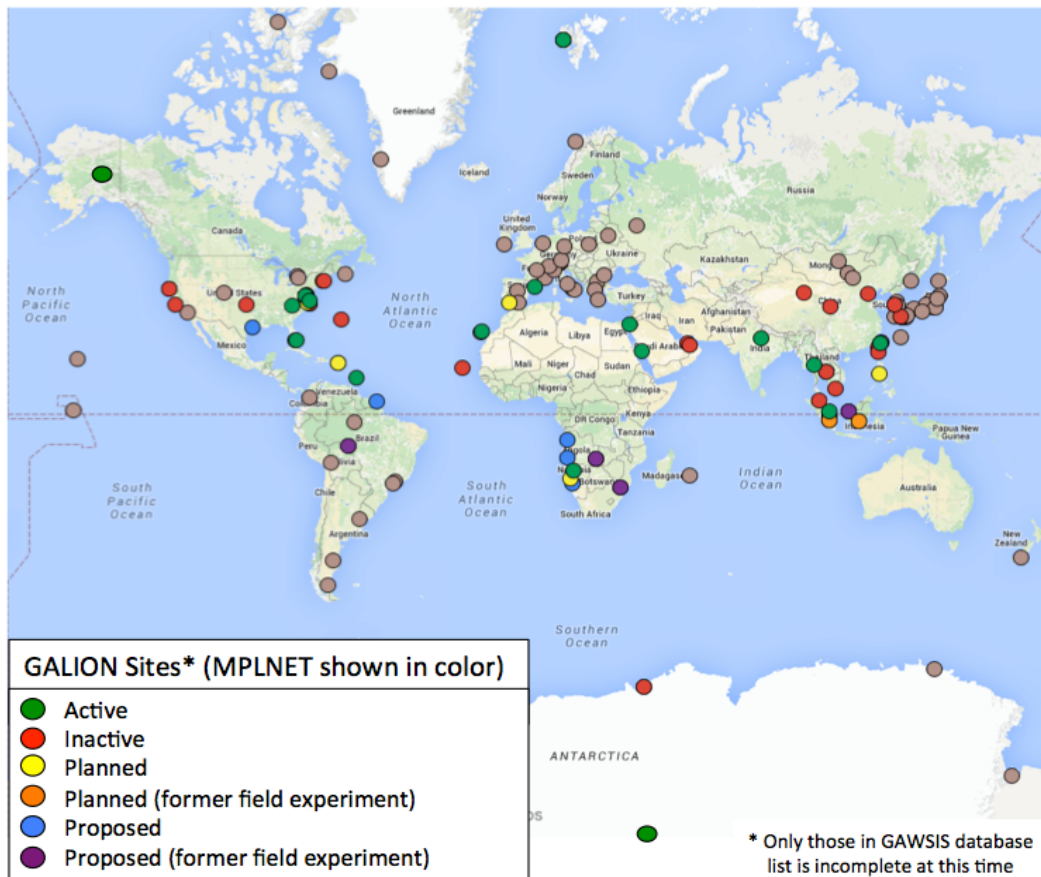 Greenland
Iceland
Finland
Norway
Sweden
Russia
Canada
United
Kingdom
Ukraine
Kazakhstan
North
Pacific
Ocean
United States
North
Atlantic
Ocean
Turkey
Iraq
Iran
Afghanistan
Pakistan
China
Mexico
Algeria
Libya
Egypt
Saudi Arabia
India
Thailand
Mali
Niger
Chad
Sudan
Nigeria
Ethiopia
Venezuela
Colombia
DR Congo
Kenya
Tanzania
Indonesia
Papua New
Guinea
Brazil
Peru
Bolivia
Angola
Namibia
Botswana
Madagascar
Indian
Ocean
South
Pacific
Ocean
Chile
South
Atlantic
Ocean
South Africa
Australia
Argentina
New
Zealand
Southern
Ocean
ANTARCTICA
GALION Sites* (MPLNET shown in color)
Active
Inactive
Planned
Planned (former field experiment)
Proposed
Proposed (former field experiment)
* Only those in GAWSIS database
list is incomplete at this time